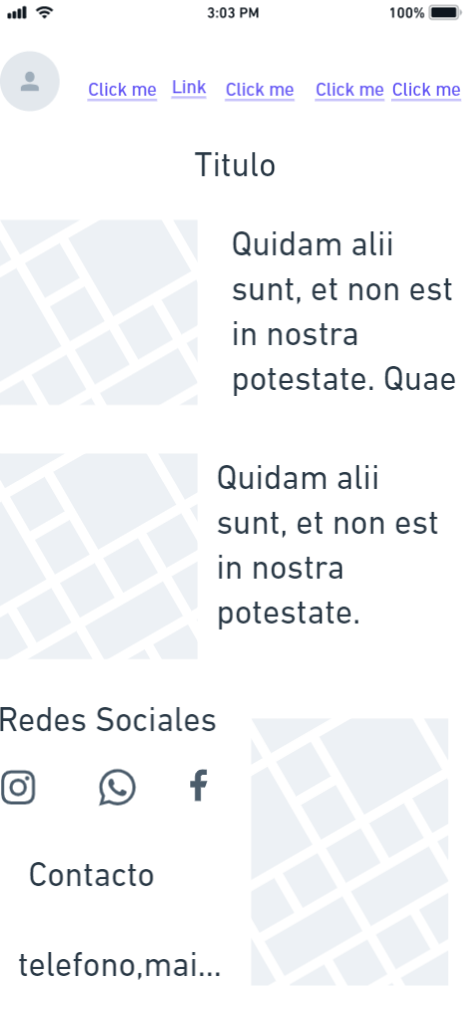 3:03 PM
100%
Click me
Link
Click me
Click me
Click me
Titulo
Quidam alii
sunt, et non est
in nostra
potestate. Quae
Quidam alii
sunt, et non est
in nostra
potestate.
Redes Sociales
Contacto
telefono,mai...